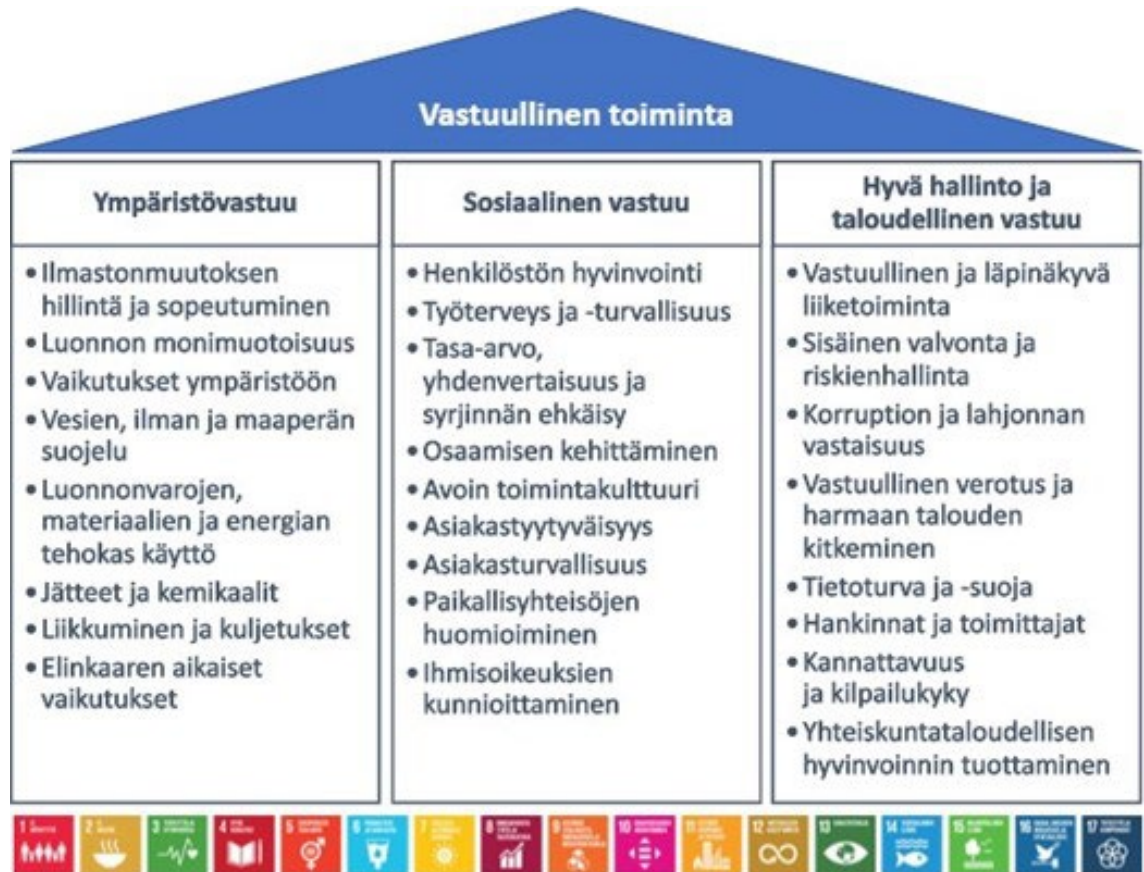 Vastuullinen toiminta
Ympäristövastuu
• Ilmastonmuutoksen
hillintä ja sopeutuminen
• Luonnon monimuotoisuus
• Vaikutukset ympäristöön
• Vesien, ilman ja maaperän
suojelu
• Luonnonvarojen,
materiaalien ja energian
tehokas käyttö
• Jätteet ja kemikaalit
• Liikkuminen ja kuljetukset
• Elinkaaren aikaiset
vaikutukset
Sosiaalinen vastuu
• Henkilöstön hyvinvointi
• Työterveys ja -turvallisuus
• Tasa-arvo,
yhdenvertaisuus ja
syrjinnän ehkäisy
• Osaamisen kehittäminen
• Avoin toimintakulttuuri
• Asiakastyytyväisyys
• Asiakasturvallisuus
• Paikallisyhteisöjen
huomioiminen
• Ihmisoikeuksien
kunnioittaminen
Hyvä hallinto ja
taloudellinen vastuu
• Vastuullinen ja läpinäkyvä
liiketoiminta
• Sisäinen valvonta ja
riskienhallinta
• Korruption ja lahjonnan
vastaisuus
• Vastuullinen verotus ja
harmaan talouden
kitkeminen
• Tietoturva ja -suoja
• Hankinnat ja toimittajat
• Kannattavuus
ja kilpailukyky
• Yhteiskuntataloudellisen
hyvinvoinnin tuottaminen
1
2
3
4
5
6
7
8
9
10
11
12
13
14
15
16
17